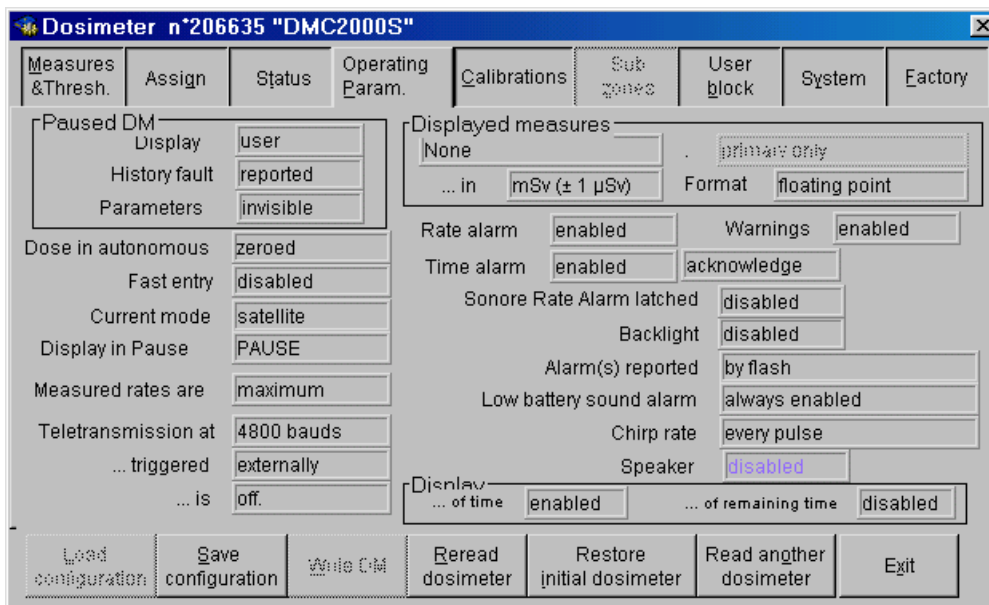 Dosimeter n°206635 "DMC2000S"
Measures &Thresh.
Assign
Status
Operating Param.
Calibrations
Sub zones
User block
System
Factory
Paused DM
Display user
History fault reported
Parameters invisible
Dose in autonomous zeroed
Fast entry disabled
Current mode satellite
Display in Pause PAUSE
Measured rates are maximum
Teletransmission at 4800 bauds
... triggered externally
... is off.
Displayed measures
None . primary only
... in mSv (± 1 µSv) Format floating point
Rate alarm enabled Warnings enabled
Time alarm enabled acknowledge
Sonore Rate Alarm latched disabled
Backlight disabled
Alarm(s) reported by flash
Low battery sound alarm always enabled
Chirp rate every pulse
Speaker disabled
Display
... of time enabled ... of remaining time disabled
Load configuration
Save configuration
Write DM
Reread dosimeter
Restore initial dosimeter
Read another dosimeter
Exit